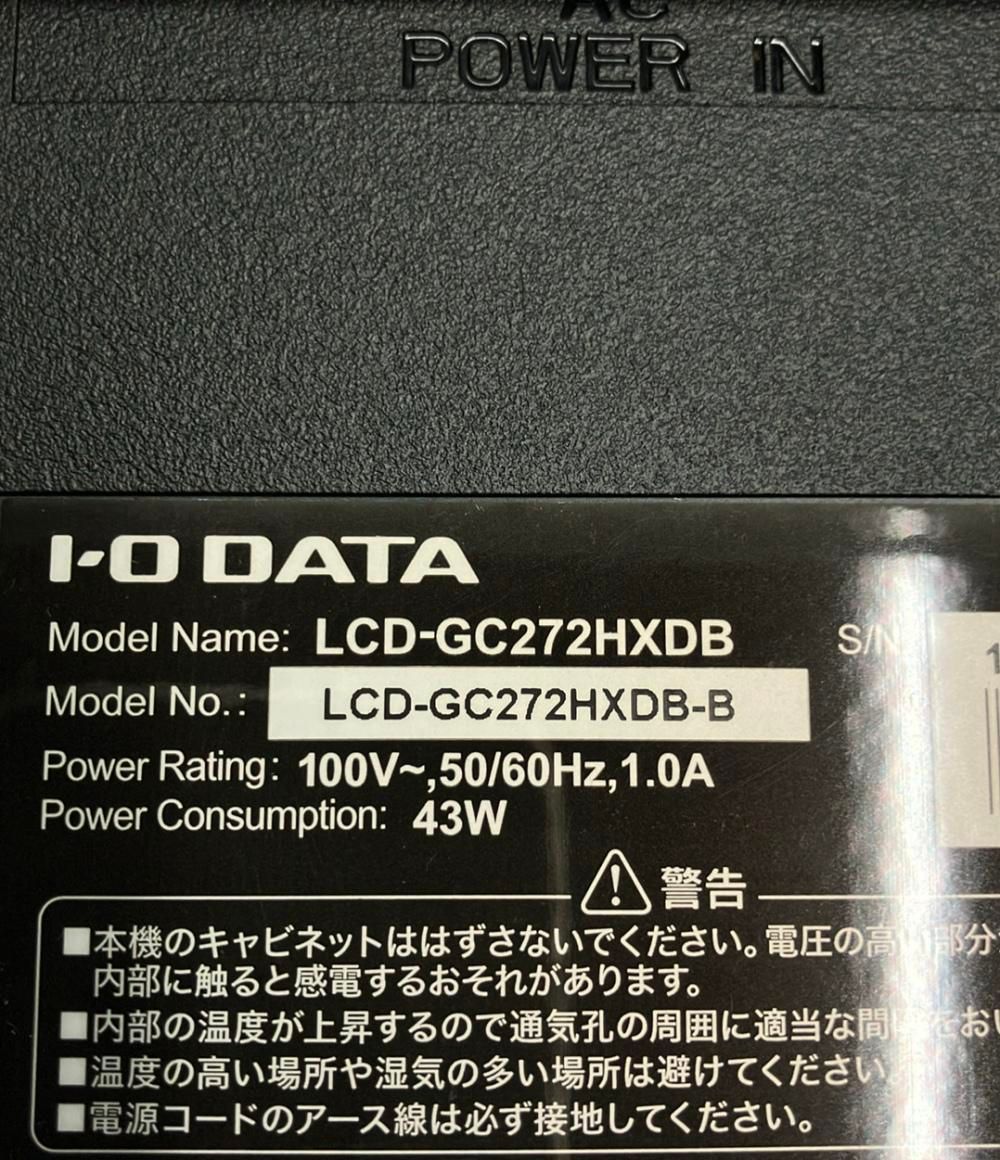 AC
POWER IN
I-O DATA
Model Name: LCD-GC272HXDB S/N
Model No.: LCD-GC272HXDB-B
Power Rating: 100V~,50/60Hz,1.0A
Power Consumption: 43W
警告
■本機のキャビネットははずさないでください。電圧の高 部分
内部に触ると感電するおそれがあります。
■内部の温度が上昇するので通気孔の周囲に適当な間 をお
■温度の高い場所や湿気の多い場所は避けてください
■電源コードのアース線は必ず接地してください。